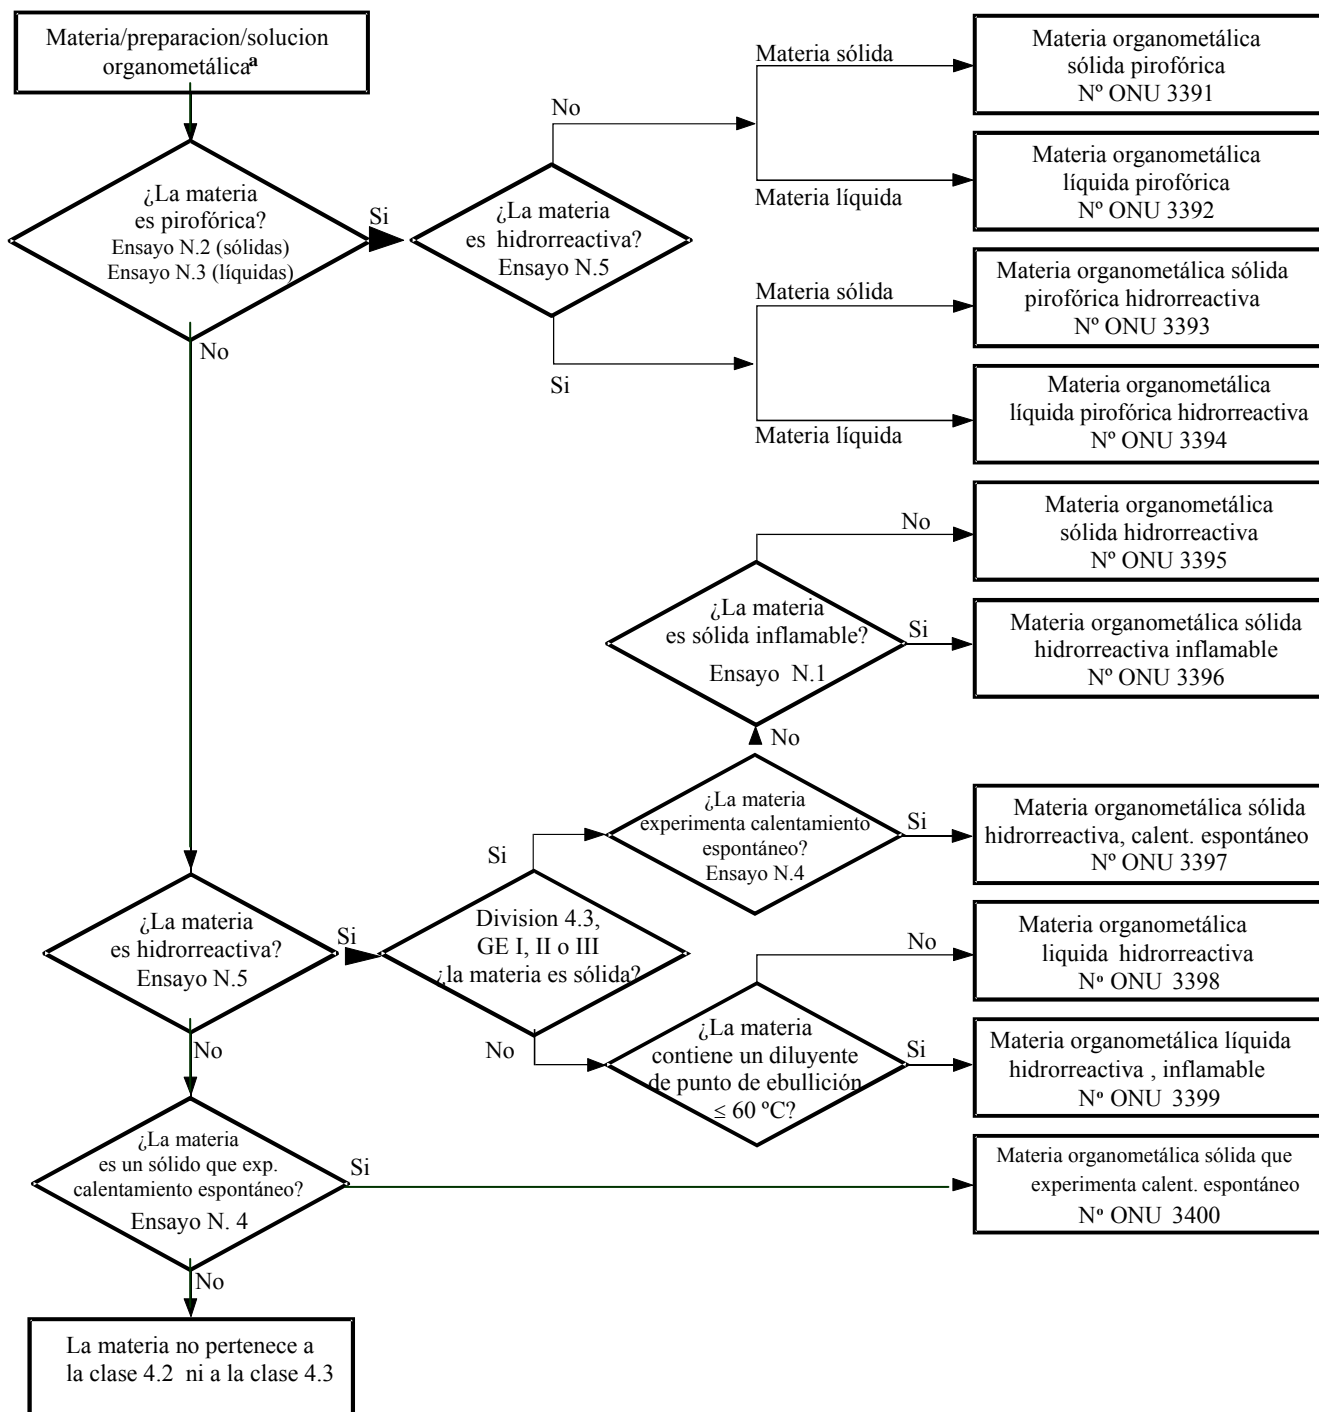 Materia/preparacion/solucion
organometálicaᵃ
¿La materia
es pirofórica?
Ensayo N.2 (sólidas)
Ensayo N.3 (líquidas)
Si
No
¿La materia
es hidrorreactiva?
Ensayo N.5
No
Si
Materia sólida
Materia líquida
Materia organometálica
sólida pirofórica
Nº ONU 3391
Materia organometálica
líquida pirofórica
Nº ONU 3392
Materia sólida
Materia líquida
Materia organometálica sólida
pirofórica hidrorreactiva
Nº ONU 3393
Materia organometálica
líquida pirofórica hidrorreactiva
Nº ONU 3394
No
Materia organometálica
sólida hidrorreactiva
Nº ONU 3395
¿La materia
es sólida inflamable?
Ensayo N.1
Si
Materia organometálica sólida
hidrorreactiva inflamable
Nº ONU 3396
No
¿La materia
experimenta calentamiento
espontáneo?
Ensayo N.4
Si
Materia organometálica sólida
hidrorreactiva, calent. espontáneo
Nº ONU 3397
¿La materia
es hidrorreactiva?
Ensayo N.5
Si
No
Si
Division 4.3,
GE I, II o III
¿la materia es sólida?
No
No
Materia organometálica
liquida hidrorreactiva
Nº ONU 3398
¿La materia
contiene un diluyente
de punto de ebullición
≤ 60 ºC?
Si
Materia organometálica líquida
hidrorreactiva , inflamable
Nº ONU 3399
¿La materia
es un sólido que exp.
calentamiento espontáneo?
Ensayo N. 4
Si
Materia organometálica sólida que
experimenta calent. espontáneo
Nº ONU 3400
No
La materia no pertenece a
la clase 4.2 ni a la clase 4.3